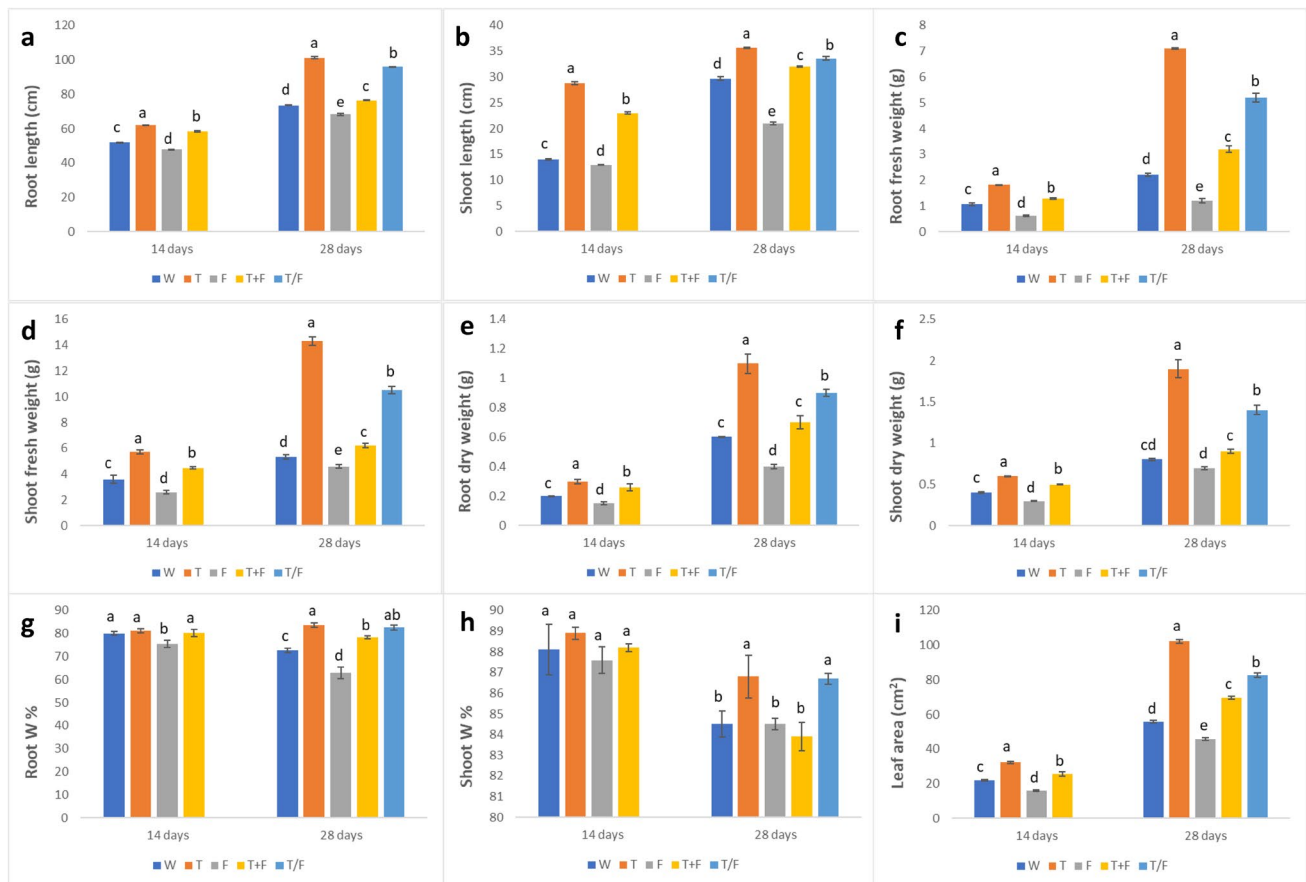 a
Root length (cm)
120
100
80
60
40
20
0
c a d b
d a e c b
14 days 28 days
W T F T+F T/F
b
Shoot length (cm)
40
35
30
25
20
15
10
5
0
c a d b
d a e c b
14 days 28 days
W T F T+F T/F
c
Root fresh weight (g)
8
7
6
5
4
3
2
1
0
c a d b
d a e c b
14 days 28 days
W T F T+F T/F
d
Shoot fresh weight (g)
16
14
12
10
8
6
4
2
0
c a d b
d a e c b
14 days 28 days
W T F T+F T/F
e
Root dry weight (g)
1.4
1.2
1
0.8
0.6
0.4
0.2
0
c a d b
c a d c b
14 days 28 days
W T F T+F T/F
f
Shoot dry weight (g)
2.5
2
1.5
1
0.5
0
c a d b
cd a d c b
14 days 28 days
W T F T+F T/F
g
Root W %
90
80
70
60
50
40
30
20
10
0
a a b a
c a d b ab
14 days 28 days
W T F T+F T/F
h
Shoot W %
90
89
88
87
86
85
84
83
82
81
80
a a a a
b a b b a
14 days 28 days
W T F T+F T/F
i
Leaf area (cm²)
120
100
80
60
40
20
0
c a d b
d a e c b
14 days 28 days
W T F T+F T/F